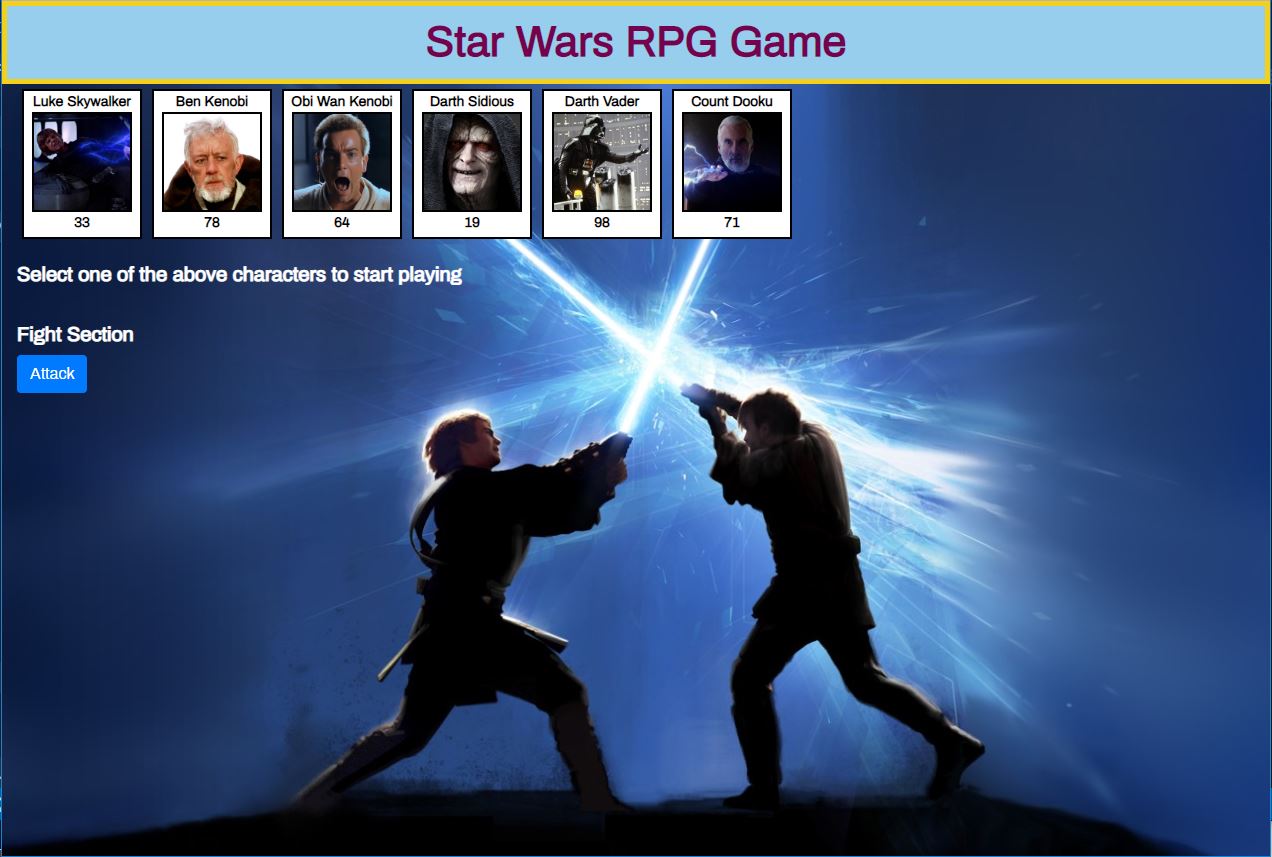 Star Wars RPG Game
Luke Skywalker Ben Kenobi Obi Wan Kenobi Darth Sidious Darth Vader Count Dooku
33 78 64 19 98 71
Select one of the above characters to start playing
Fight Section
Attack